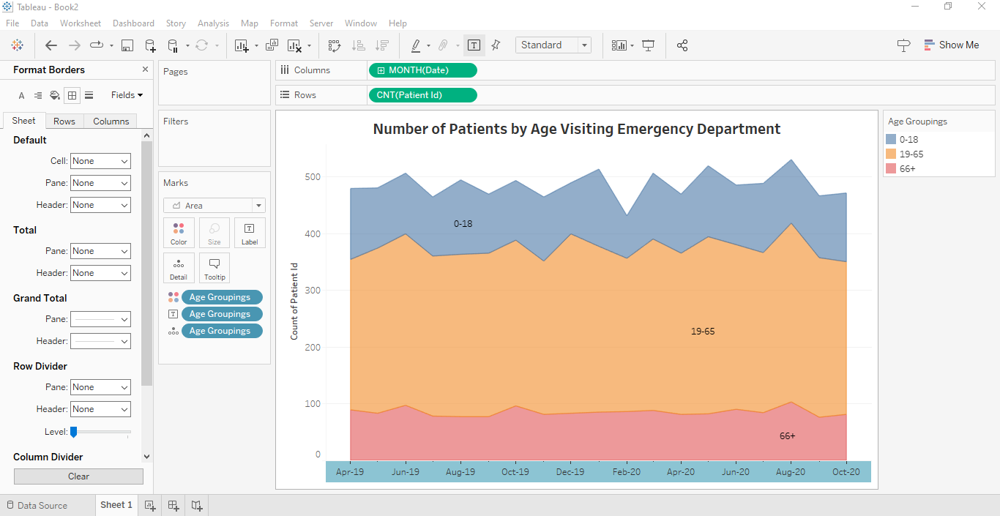 Tableau - Book2
File Data Worksheet Dashboard Story Analysis Map Format Server Window Help
Standard
Show Me
Format Borders
Fields
Sheet Rows Columns
Default
Cell: None
Pane: None
Header: None
Total
Pane: None
Header: None
Grand Total
Pane:
Header:
Row Divider
Pane: None
Header: None
Level:
Column Divider
Clear
Pages
Filters
Marks
Area
Color Size Label
Detail Tooltip
Age Groupings
Age Groupings
Age Groupings
Columns MONTH(Date)
Rows CNT(Patient Id)
Number of Patients by Age Visiting Emergency Department
Count of Patient Id
500
400
300
200
100
0
0-18
19-65
66+
Apr-19 Jun-19 Aug-19 Oct-19 Dec-19 Feb-20 Apr-20 Jun-20 Aug-20 Oct-20
Age Groupings
0-18
19-65
66+
Data Source Sheet 1